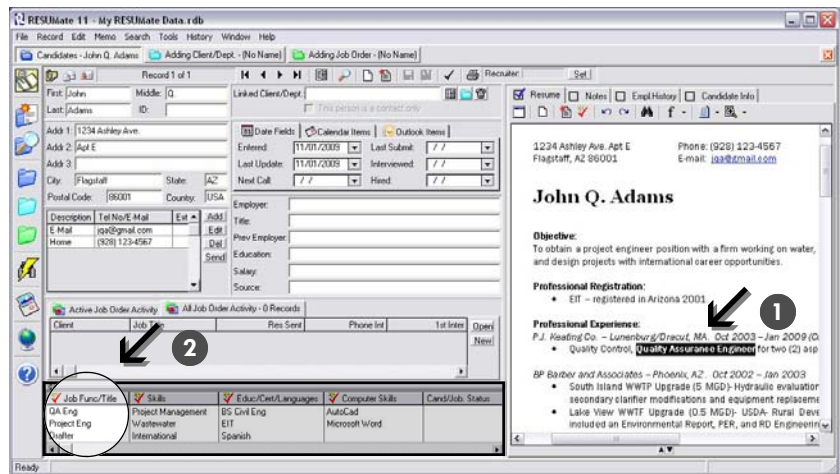 RESUMate 11 - My RESUMate Data.rdb
File Record Edit Memo Search Tools History Window Help
Candidates - John Q. Adams Adding Client/Dept. - (No Name) Adding Job Order - (No Name)
Record 1 of 1 Recruiter: Set
First: John Middle: Q. Linked Client/Dept.:
Last: Adams ID: This person is a contact only
Add 1: 1234 Ashley Ave. Date Fields Calendar Items Outlook Items
Add 2: Apt E Entered: 11/01/2009 Last Submit: / /
Add 3: Last Update: 11/01/2009 Interviewed: / /
City: Flagstaff State: AZ Next Call: / / Hired: / /
Postal Code: 86001 Country: USA
Employer:
Description Tel No/E-Mail Ext Add
Title:
E-Mail jqa@gmail.com Edit
Prev Employer:
Home (928) 123-4567 Del
Education:
Send
Salary:
Source:
Active Job Order Activity All Job Order Activity - 0 Records
Client Job Title Res Sent Phone Int 1st Inter Open
New
2
Job Func/Title Skills Educ/Cert/Languages Computer Skills Cand/Job. Status
QA Eng Project Management BS Civil Eng AutoCad
Project Eng Wastewater EIT Microsoft Word
Drafter International Spanish
Ready
Resume Notes Empl.History Candidate Info
1234 Ashley Ave. Apt E Phone: (928) 123-4567
Flagstaff, AZ 86001 E-mail: jqa@gmail.com
John Q. Adams
Objective:
To obtain a project engineer position with a firm working on water,
and design projects with international career opportunities.
Professional Registration:
• EIT – registered in Arizona 2001
1
Professional Experience:
P.J. Keating Co. – Lunenburg/Dracut, MA. Oct 2003 – Jan 2009
• Quality Control, Quality Assurance Engineer for two (2) asp
BP Barber and Associates – Phoenix, AZ. Oct 2002 – Jan 2003
• South Island WWTP Upgrade (5 MGD)- Hydraulic evaluation
secondary clarifier modifications and equipment replaceme
• Lake View WWTF Upgrade (0.5 MGD)- USDA- Rural Deve
included an Environmental Report, PER, and RD Engineerin